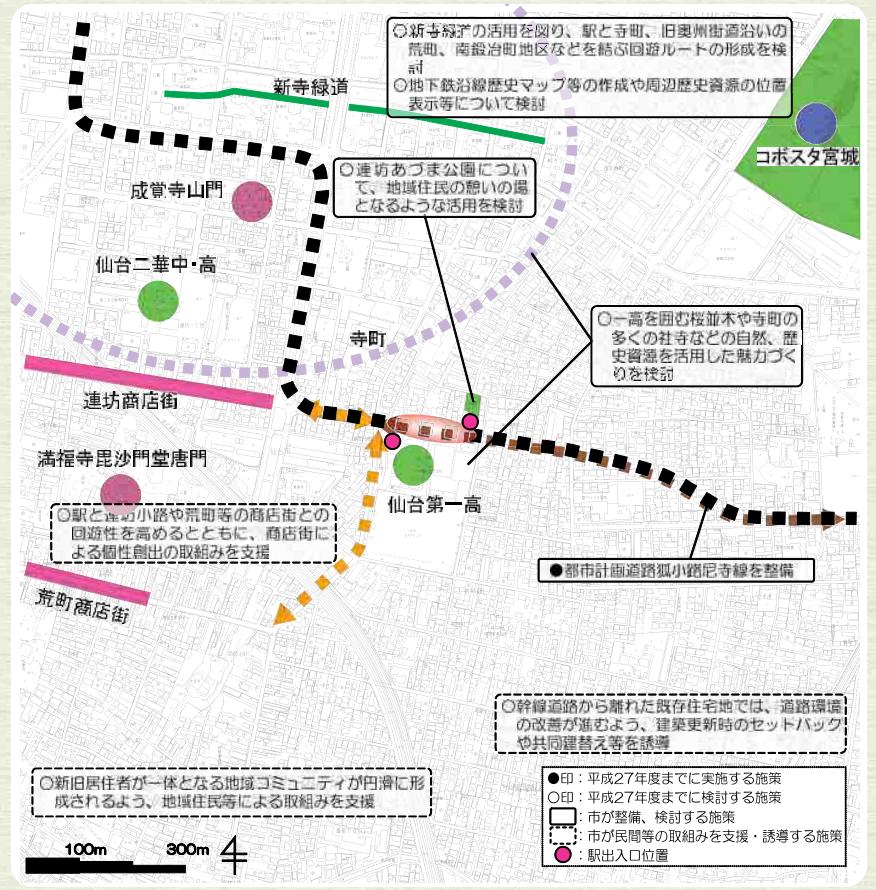 ○新寺緑道の活用を図り、駅と寺町、旧奥州街道沿いの
荒町、南鍛冶町地区などを結ぶ回遊ルートの形成を検
討
○地下鉄沿線歴史マップ等の作成や周辺歴史資源の位置
表示等について検討
新寺緑道
コボスタ宮城
○連坊あづま公園につい
て、地域住民の憩いの場
となるような活用を検討
成覚寺山門
仙台二華中・高
寺町
○一高を囲む桜並木や寺町の
多くの社寺などの自然、歴
史資源を活用した魅力づく
りを検討
連坊商店街
満福寺毘沙門堂唐門
仙台第一高
○駅と連坊小路や荒町等の商店街との
回遊性を高めるとともに、商店街に
よる個性創出の取組みを支援
●都市計画道路狐小路尼寺線を整備
荒町商店街
○幹線道路から離れた既存住宅地では、道路環境
の改善が進むよう、建築更新時のセットバック
や共同建替え等を誘導
○新旧居住者が一体となる地域コミュニティが円滑に形
成されるよう、地域住民等による取組みを支援
●印：平成27年度までに実施する施策
○印：平成27年度までに検討する施策
：市が整備、検討する施策
：市が民間等の取組みを支援・誘導する施策
：駅出入口位置
100m 300m